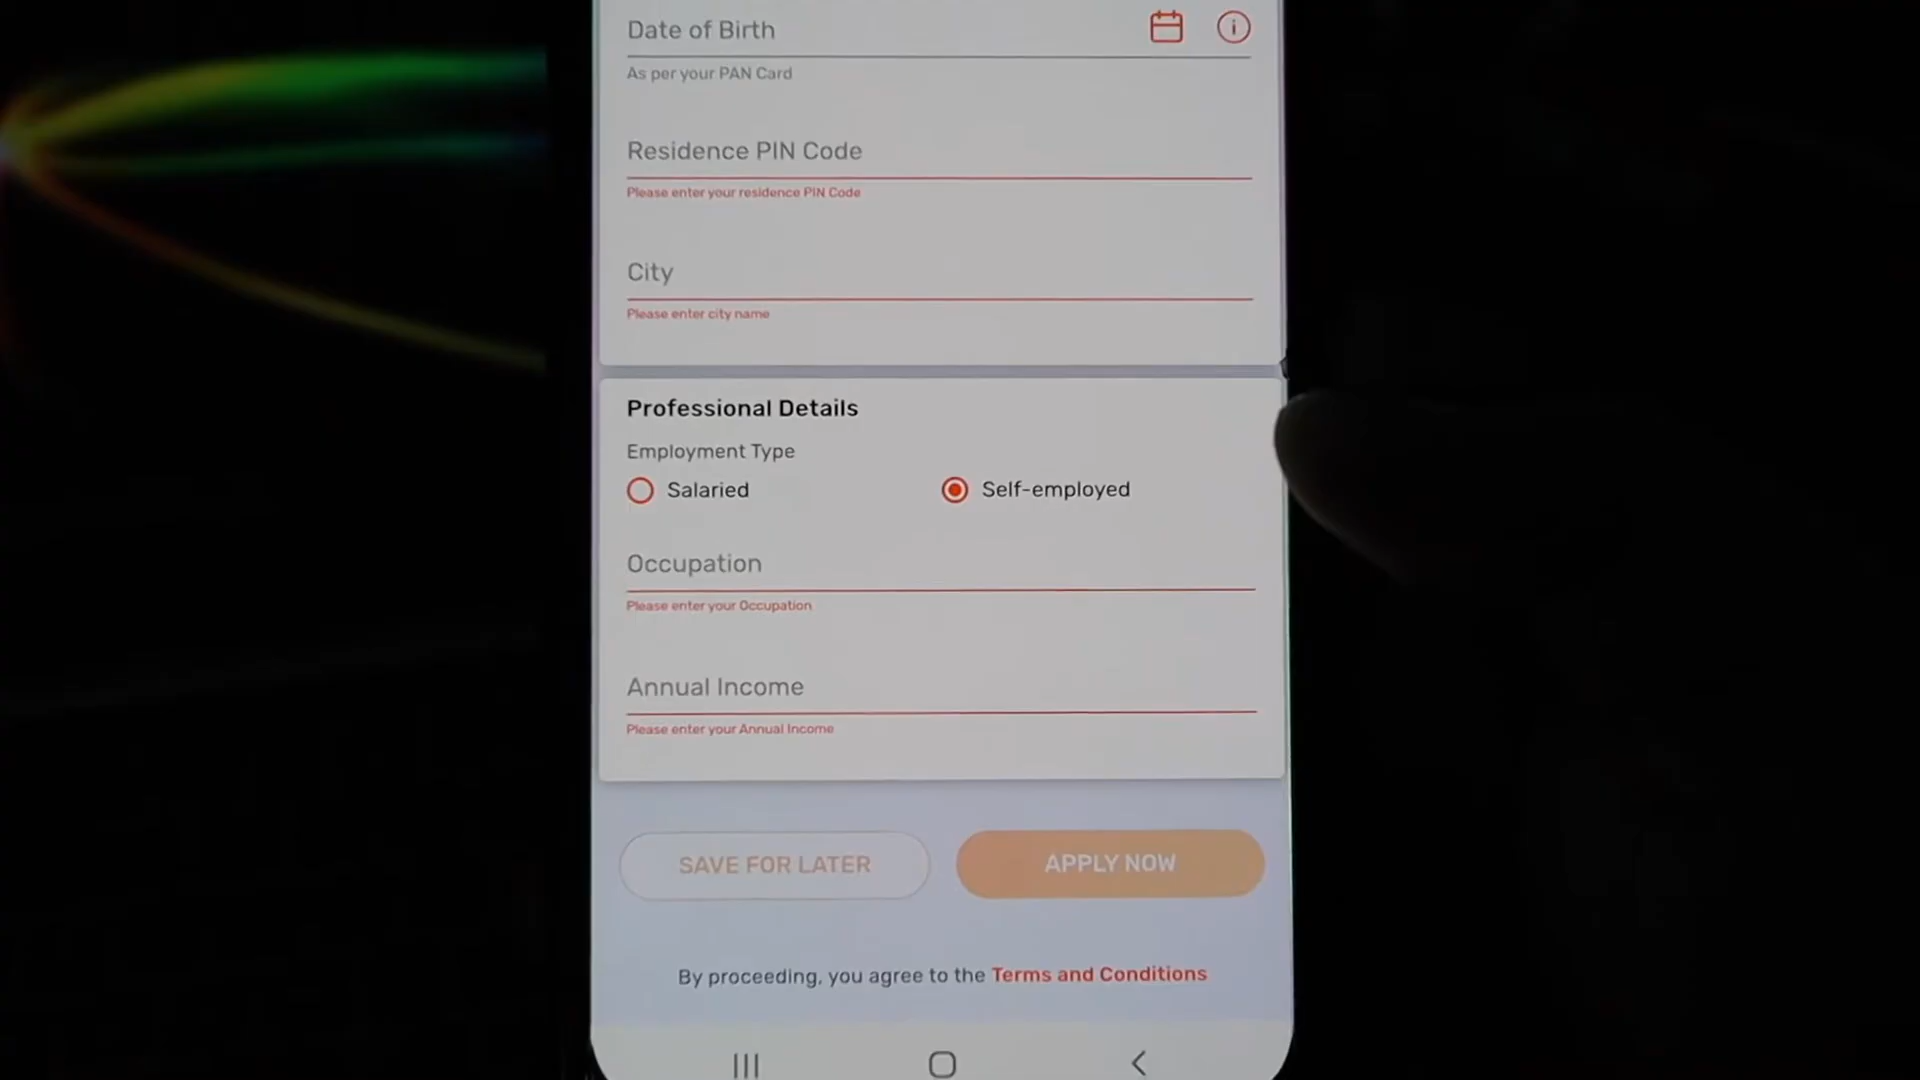 Date of Birth
As per your PAN Card
Residence PIN Code
Please enter your residence PIN Code
City
Please enter city name
Professional Details
Employment Type
Salaried
Self-employed
Occupation
Please enter your Occupation
Annual Income
Please enter your Annual Income
SAVE FOR LATER
APPLY NOW
By proceeding, you agree to the Terms and Conditions